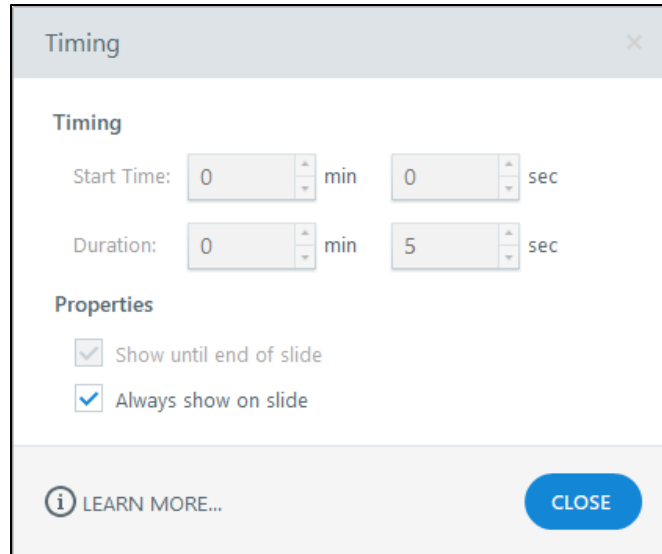 Timing
Timing
Start Time: 0 min 0 sec
Duration: 0 min 5 sec
Properties
Show until end of slide
Always show on slide
LEARN MORE...
CLOSE